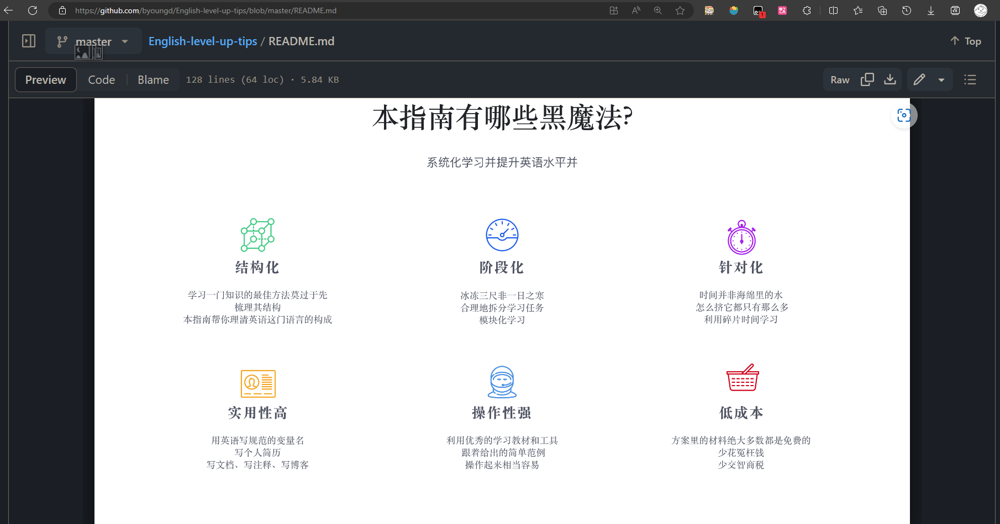 https://github.com/byoungd/English-level-up-tips/blob/master/README.md
master
English-level-up-tips / README.md
Top
Preview
Code
Blame
128 lines (64 loc) · 5.84 KB
Raw
本指南有哪些黑魔法?
系统化学习并提升英语水平并
结构化
学习一门知识的最佳方法莫过于先
梳理其结构
本指南帮你理清英语这门语言的构成
阶段化
冰冻三尺非一日之寒
合理地拆分学习任务
模块化学习
针对化
时间并非海绵里的水
怎么挤它都只有那么多
利用碎片时间学习
实用性高
用英语写规范的变量名
写个人简历
写文档、写注释、写博客
操作性强
利用优秀的学习教材和工具
跟着给出的简单范例
操作起来相当容易
低成本
方案里的材料绝大多数都是免费的
少花冤枉钱
少交智商税